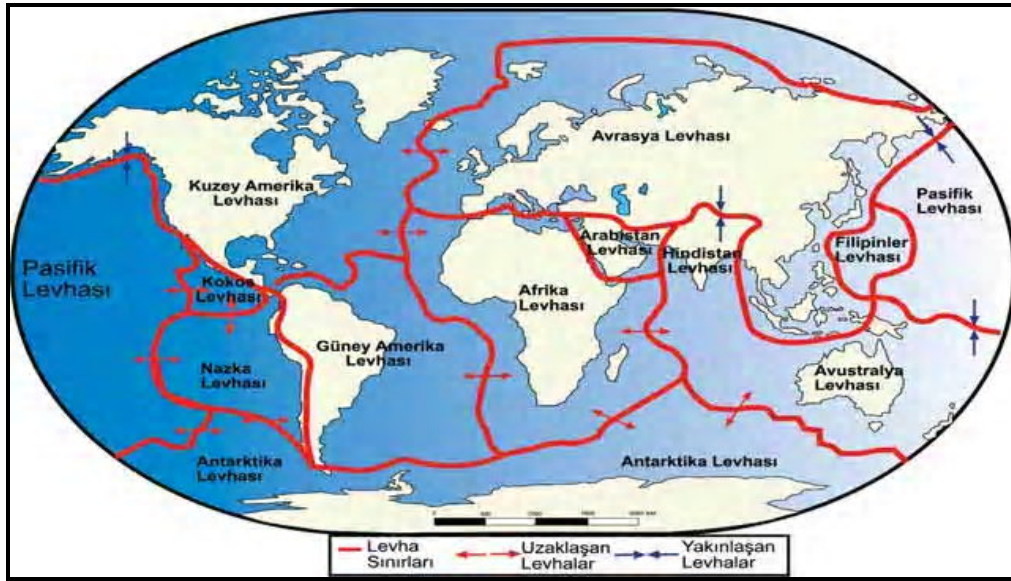 Avrasya Levhası
Kuzey Amerika
Levhası
Pasifik
Levhası
Arabistan
Levhası
Hindistan
Levhası
Filipinler
Levhası
Pasifik
Levhası
Kokos
Levhası
Afrika
Levhası
Güney Amerika
Levhası
Nazka
Levhası
Avustralya
Levhası
Antarktika
Levhası
Antarktika Levhası
Levha
Sınırları
Uzaklaşan
Levhalar
Yakınlaşan
Levhalar